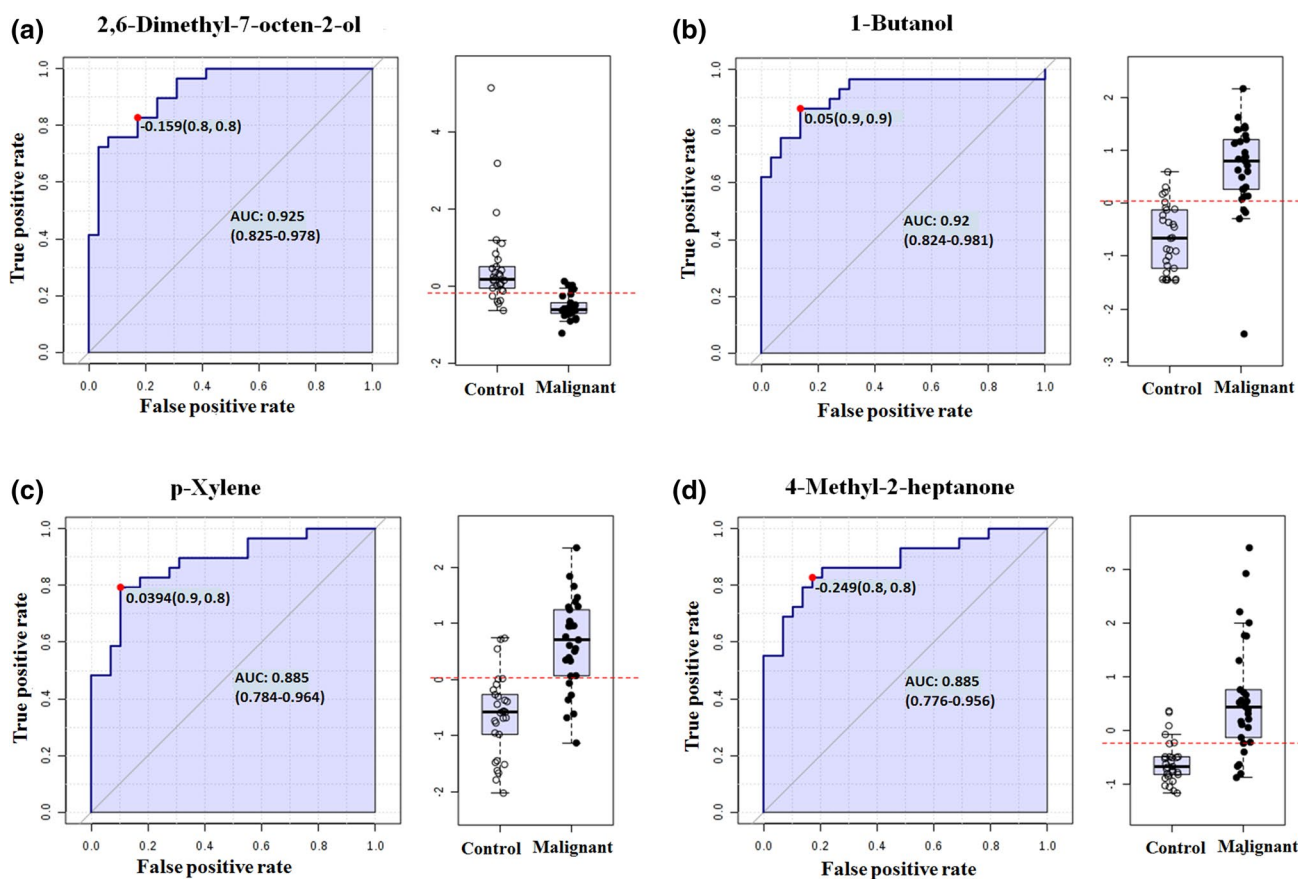 (a)
2,6-Dimethyl-7-octen-2-ol
True positive rate
1.0
0.8
0.6
0.4
0.2
0.0
-0.159(0.8, 0.8)
AUC: 0.925
(0.825-0.978)
0.0 0.2 0.4 0.6 0.8 1.0
False positive rate
4
2
0
-2
Control Malignant
(b)
1-Butanol
True positive rate
1.0
0.8
0.6
0.4
0.2
0.0
0.05(0.9, 0.9)
AUC: 0.92
(0.824-0.981)
0.0 0.2 0.4 0.6 0.8 1.0
False positive rate
2
1
0
-1
-2
-3
Control Malignant
(c)
p-Xylene
True positive rate
1.0
0.8
0.6
0.4
0.2
0.0
0.0394(0.9, 0.8)
AUC: 0.885
(0.784-0.964)
0.0 0.2 0.4 0.6 0.8 1.0
False positive rate
2
1
0
-1
-2
Control Malignant
(d)
4-Methyl-2-heptanone
True positive rate
1.0
0.8
0.6
0.4
0.2
0.0
-0.249(0.8, 0.8)
AUC: 0.885
(0.776-0.956)
0.0 0.2 0.4 0.6 0.8 1.0
False positive rate
3
2
1
0
-1
Control Malignant